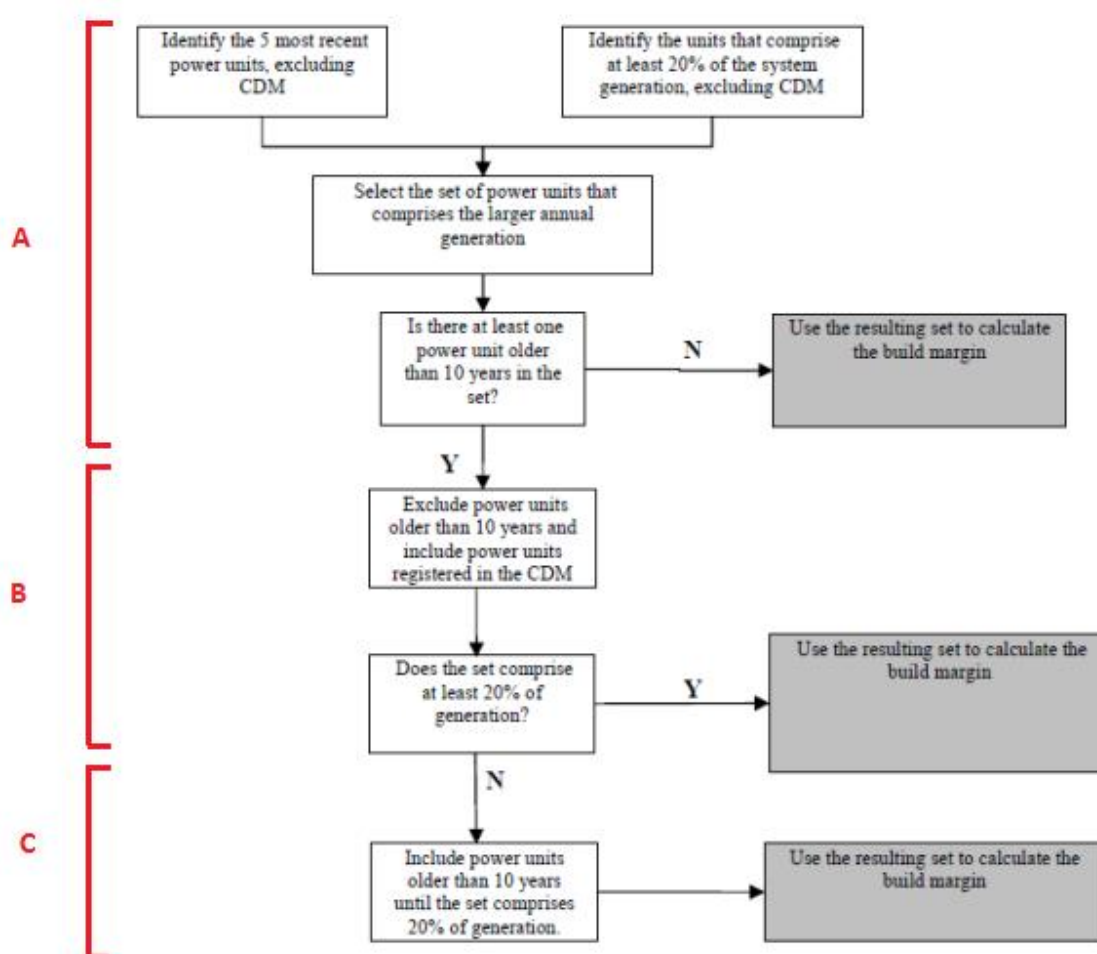 Identify the 5 most recent
power units, excluding
CDM
Identify the units that comprise
at least 20% of the system
generation, excluding CDM
Select the set of power units that
comprises the larger annual
generation
A
Is there at least one
power unit older
than 10 years in the
set?
N
Use the resulting set to calculate
the build margin
Y
Exclude power units
older than 10 years and
include power units
registered in the CDM
B
Does the set comprise
at least 20% of
generation?
Y
Use the resulting set to calculate the
build margin
N
C
Include power units
older than 10 years
until the set comprises
20% of generation.
Use the resulting set to calculate the
build margin